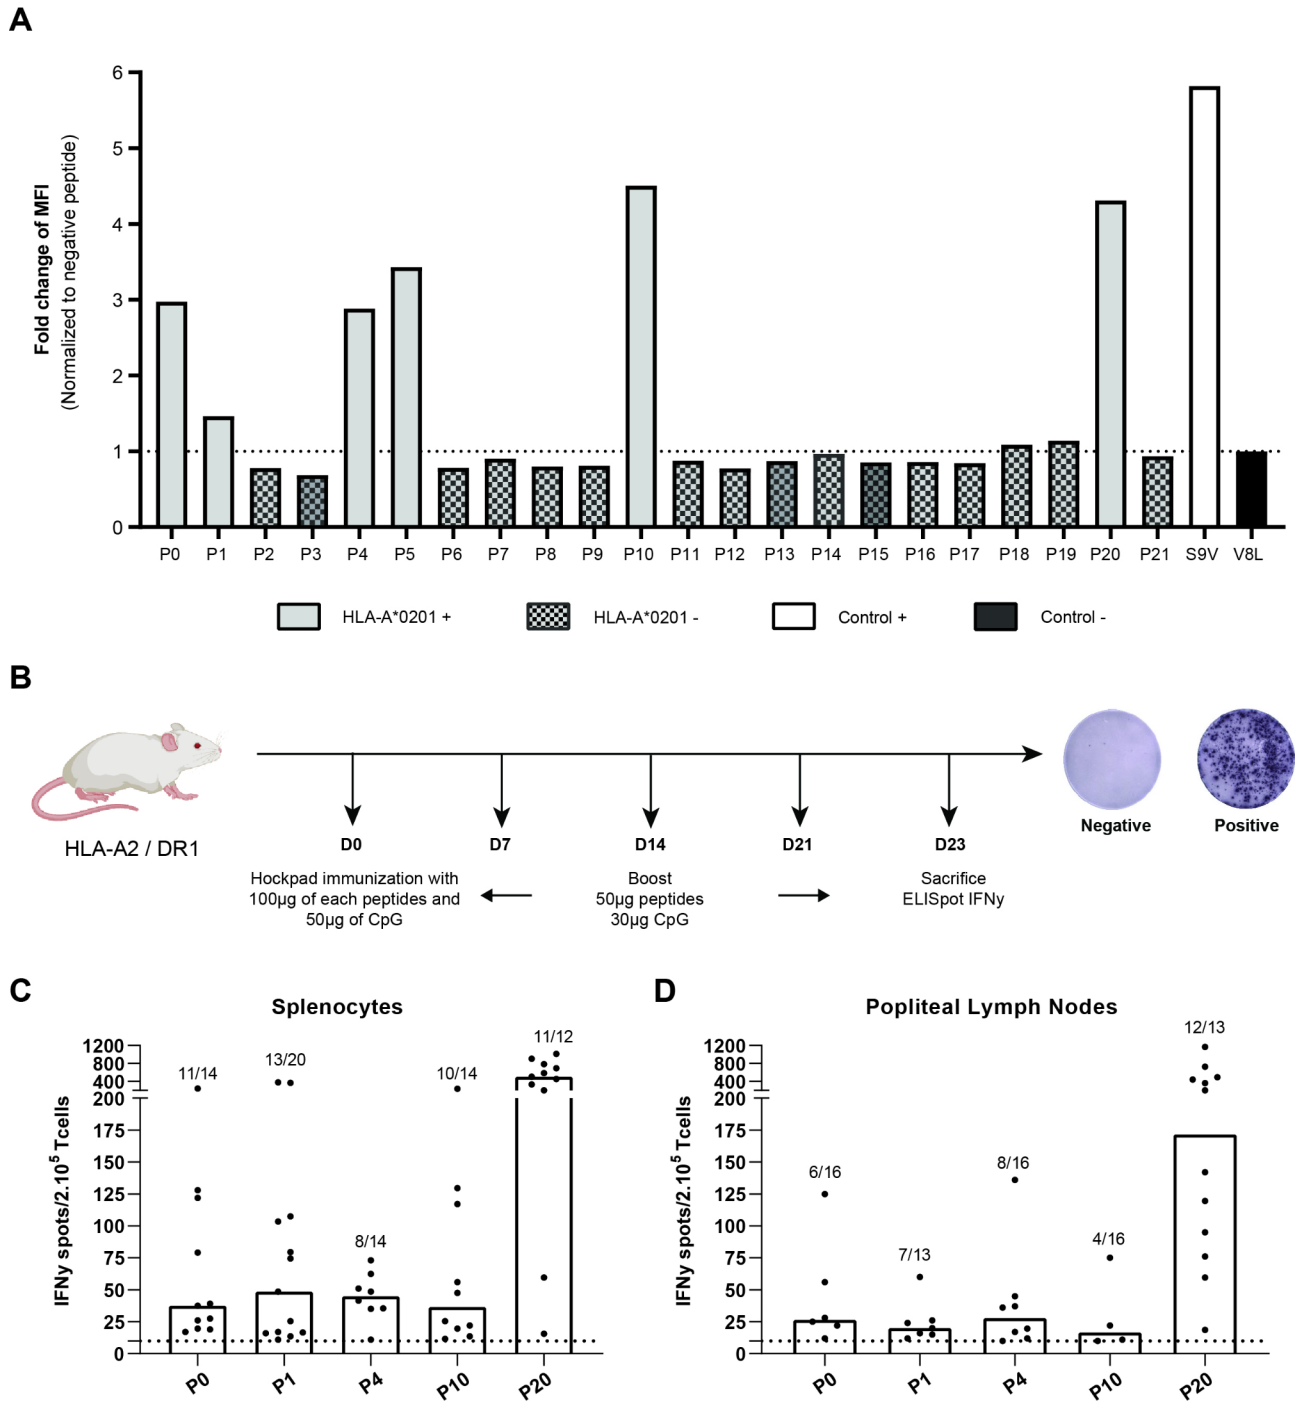 A
Fold change of MFI
(Normalized to negative peptide)
6
5
4
3
2
1
0
P0 P1 P2 P3 P4 P5 P6 P7 P8 P9 P10 P11 P12 P13 P14 P15 P16 P17 P18 P19 P20 P21 S9V V8L
HLA-A*0201 + HLA-A*0201 - Control + Control -
B
HLA-A2 / DR1
D0 D7 D14 D21 D23
Hockpad immunization with
100µg of each peptides and
50µg of CpG
Boost
50µg peptides
30µg CpG
Sacrifice
ELISpot IFNy
Negative Positive
C
Splenocytes
IFNy spots/2.10⁵ Tcells
1200
800
400
200
175
150
125
100
75
50
25
0
11/14 13/20 8/14 10/14 11/12
P0 P1 P4 P10 P20
D
Popliteal Lymph Nodes
IFNy spots/2.10⁵ Tcells
1200
800
400
200
175
150
125
100
75
50
25
0
6/16 7/13 8/16 4/16 12/13
P0 P1 P4 P10 P20